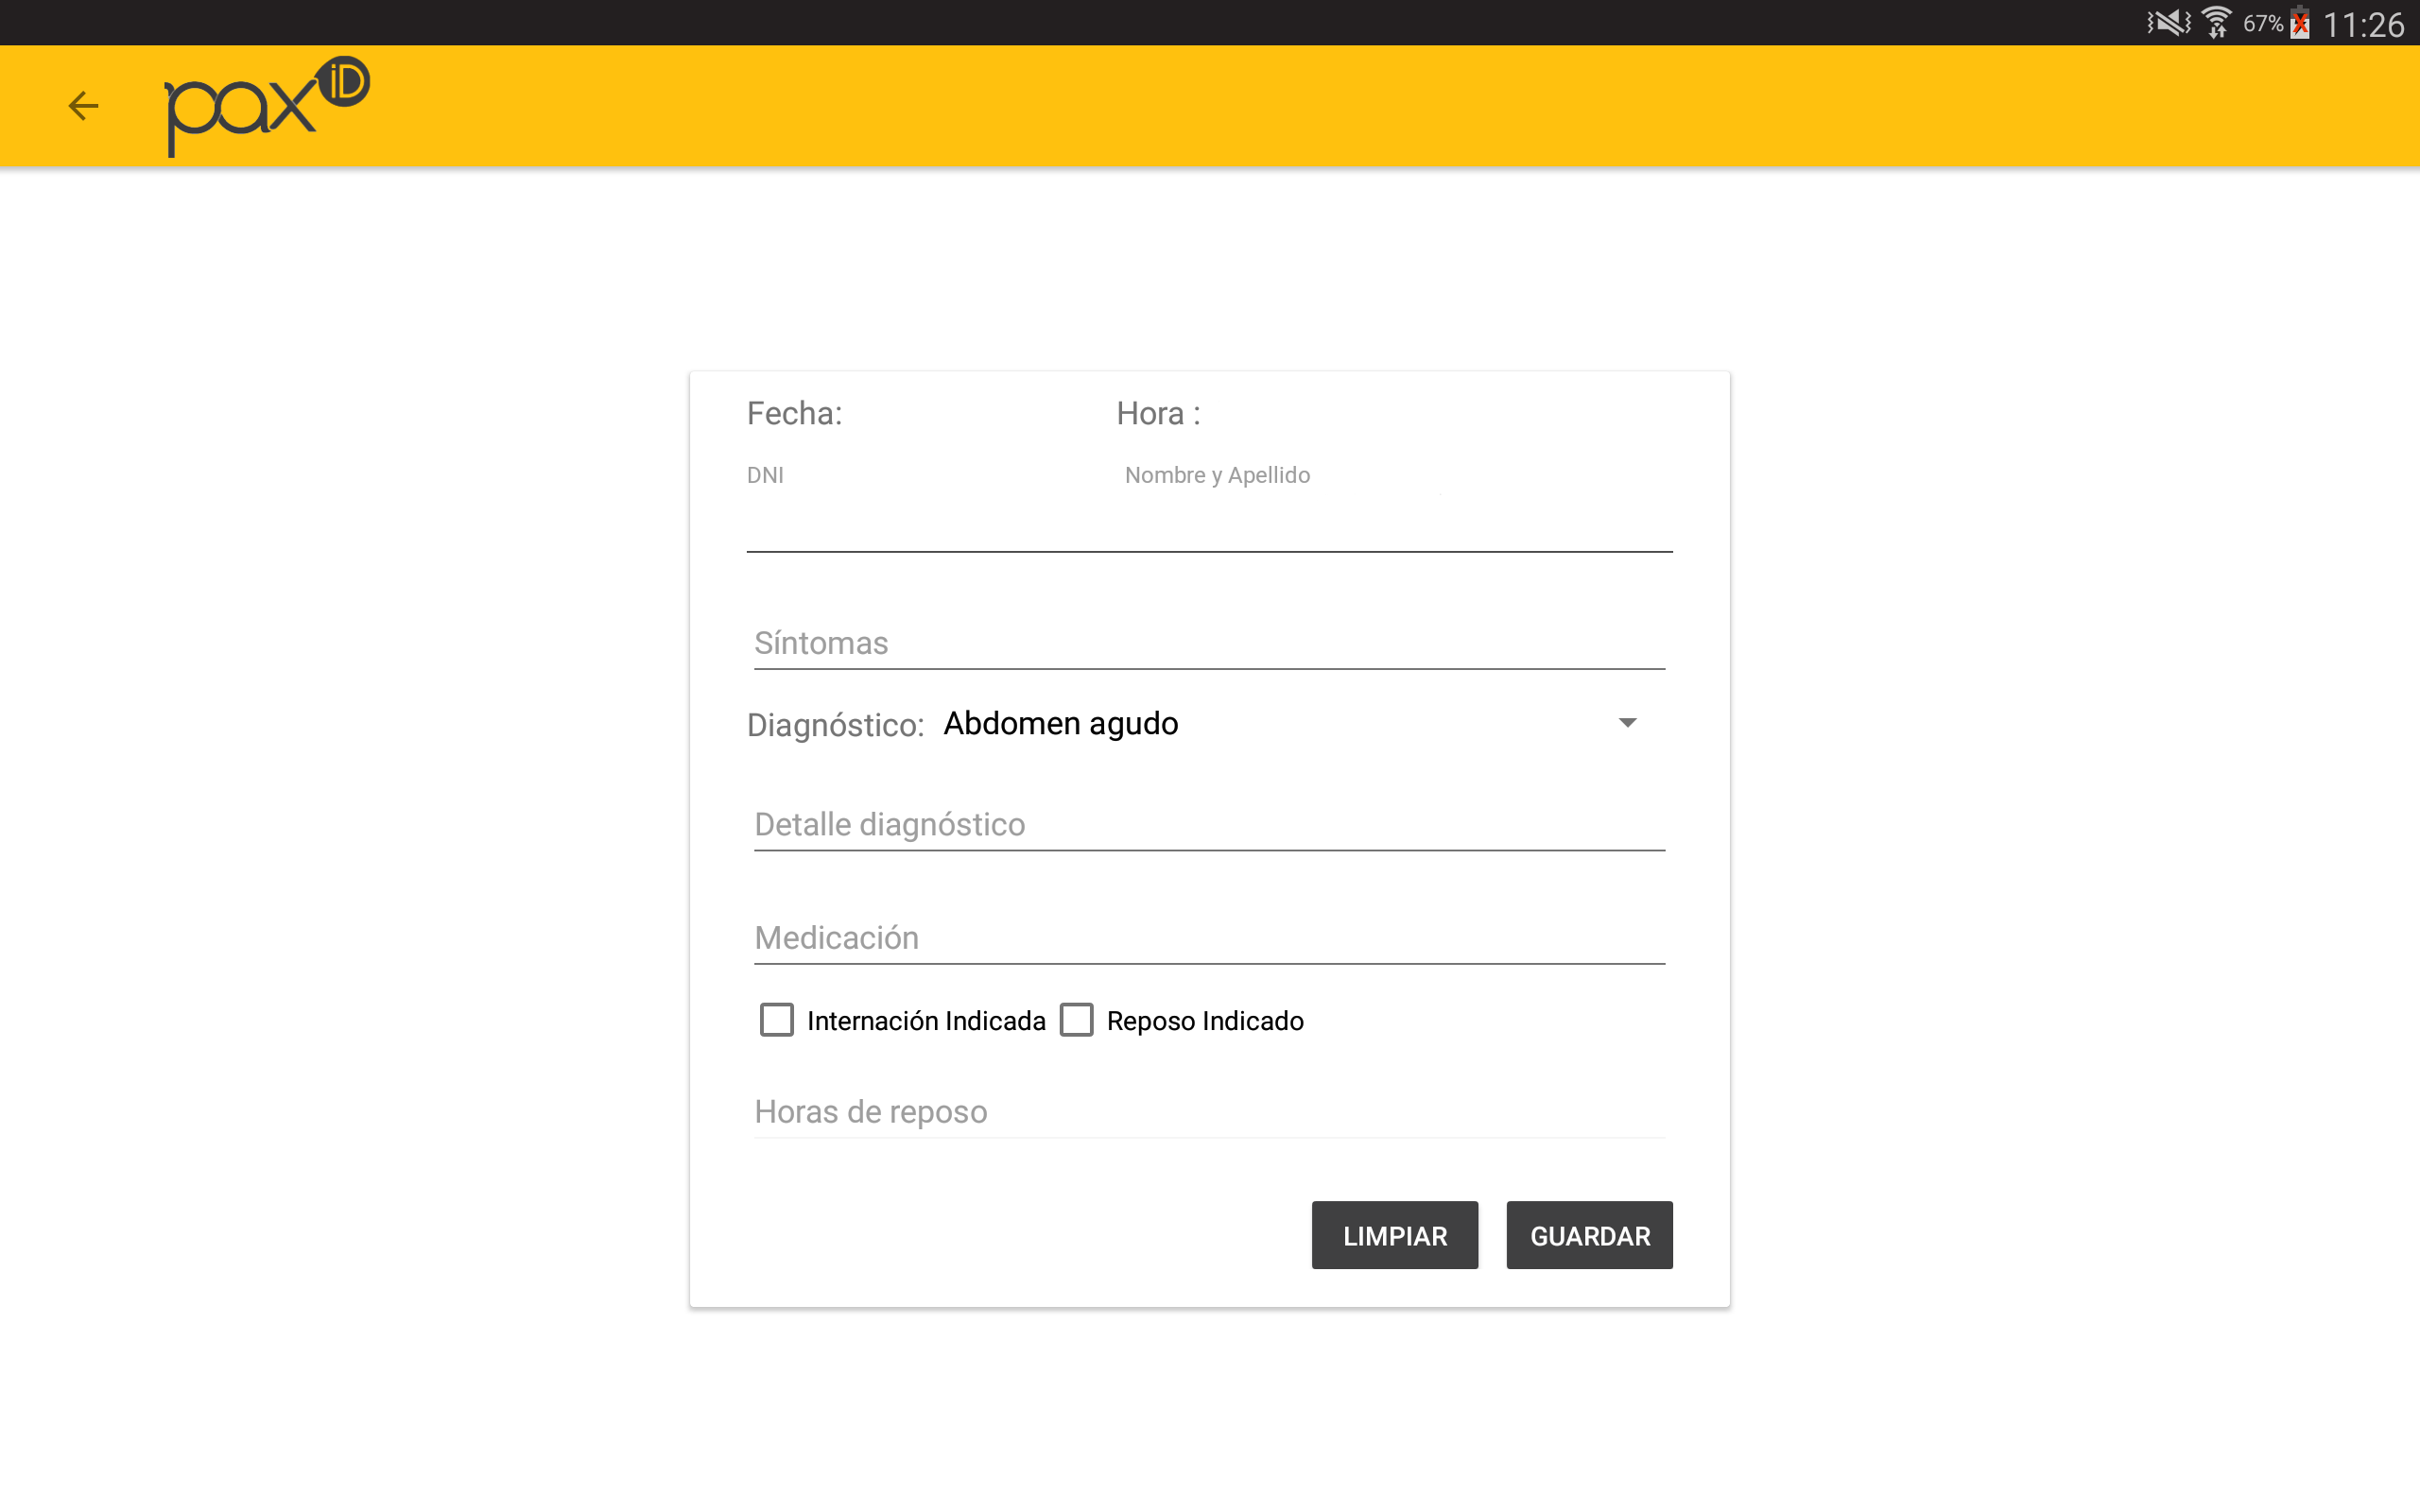 67% 11:26
pax iD
Fecha: Hora :
DNI Nombre y Apellido
Síntomas
Diagnóstico: Abdomen agudo
Detalle diagnóstico
Medicación
Internación Indicada Reposo Indicado
Horas de reposo
LIMPIAR GUARDAR